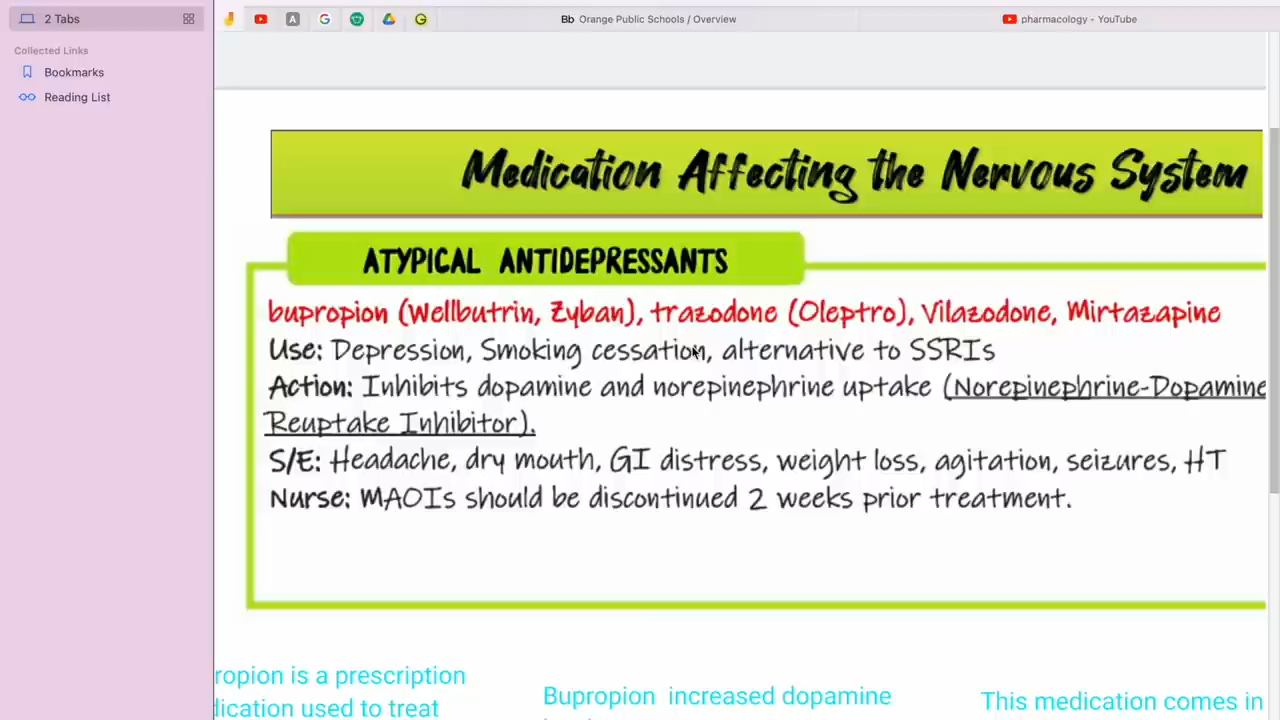 2 Tabs
Collected Links
Bookmarks
Reading List
Bb Orange Public Schools / Overview
pharmacology - YouTube
Medication Affecting the Nervous System
ATYPICAL ANTIDEPRESSANTS
bupropion (Wellbutrin, Zyban), trazodone (Oleptro), Vilazodone, Mirtazapine
Use: Depression, Smoking cessation, alternative to SSRIs
Action: Inhibits dopamine and norepinephrine uptake (Norepinephrine-Dopamine
Reuptake Inhibitor).
S/E: Headache, dry mouth, GI distress, weight loss, agitation, seizures, HT
Nurse: MAOIs should be discontinued 2 weeks prior treatment.
ropion is a prescription
lication used to treat
Bupropion increased dopamine
This medication comes in